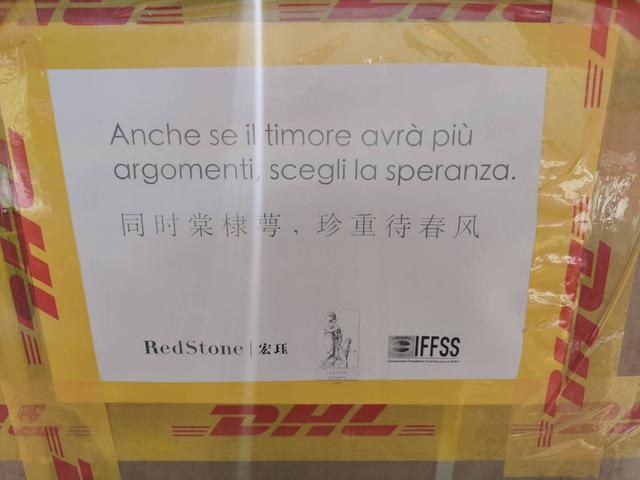 DHL
Anche se il timore avrà più
argomenti, scegli la speranza.
同时棠棣萼，珍重待春风
RedStone | 宏珏
IFFSS
DHL